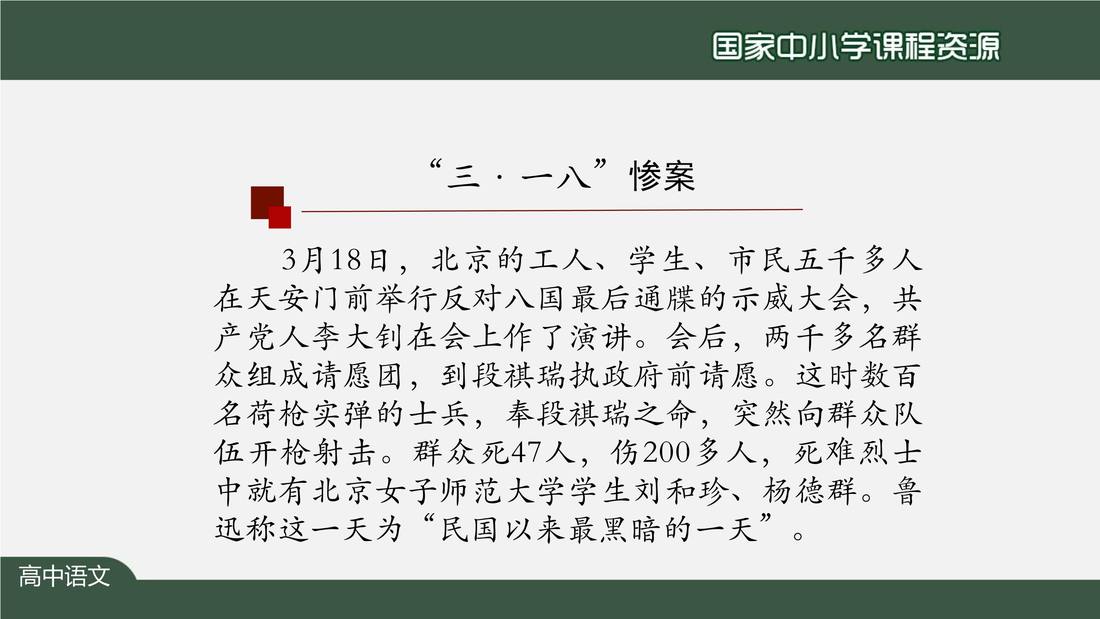 国家中小学课程资源
“三·一八”惨案
3月18日，北京的工人、学生、市民五千多人
在天安门前举行反对八国最后通牒的示威大会，共
产党人李大钊在会上作了演讲。会后，两千多名群
众组成请愿团，到段祺瑞执政府前请愿。这时数百
名荷枪实弹的士兵，奉段祺瑞之命，突然向群众队
伍开枪射击。群众死47人，伤200多人，死难烈士
中就有北京女子师范大学学生刘和珍、杨德群。鲁
迅称这一天为“民国以来最黑暗的一天”。
高中语文